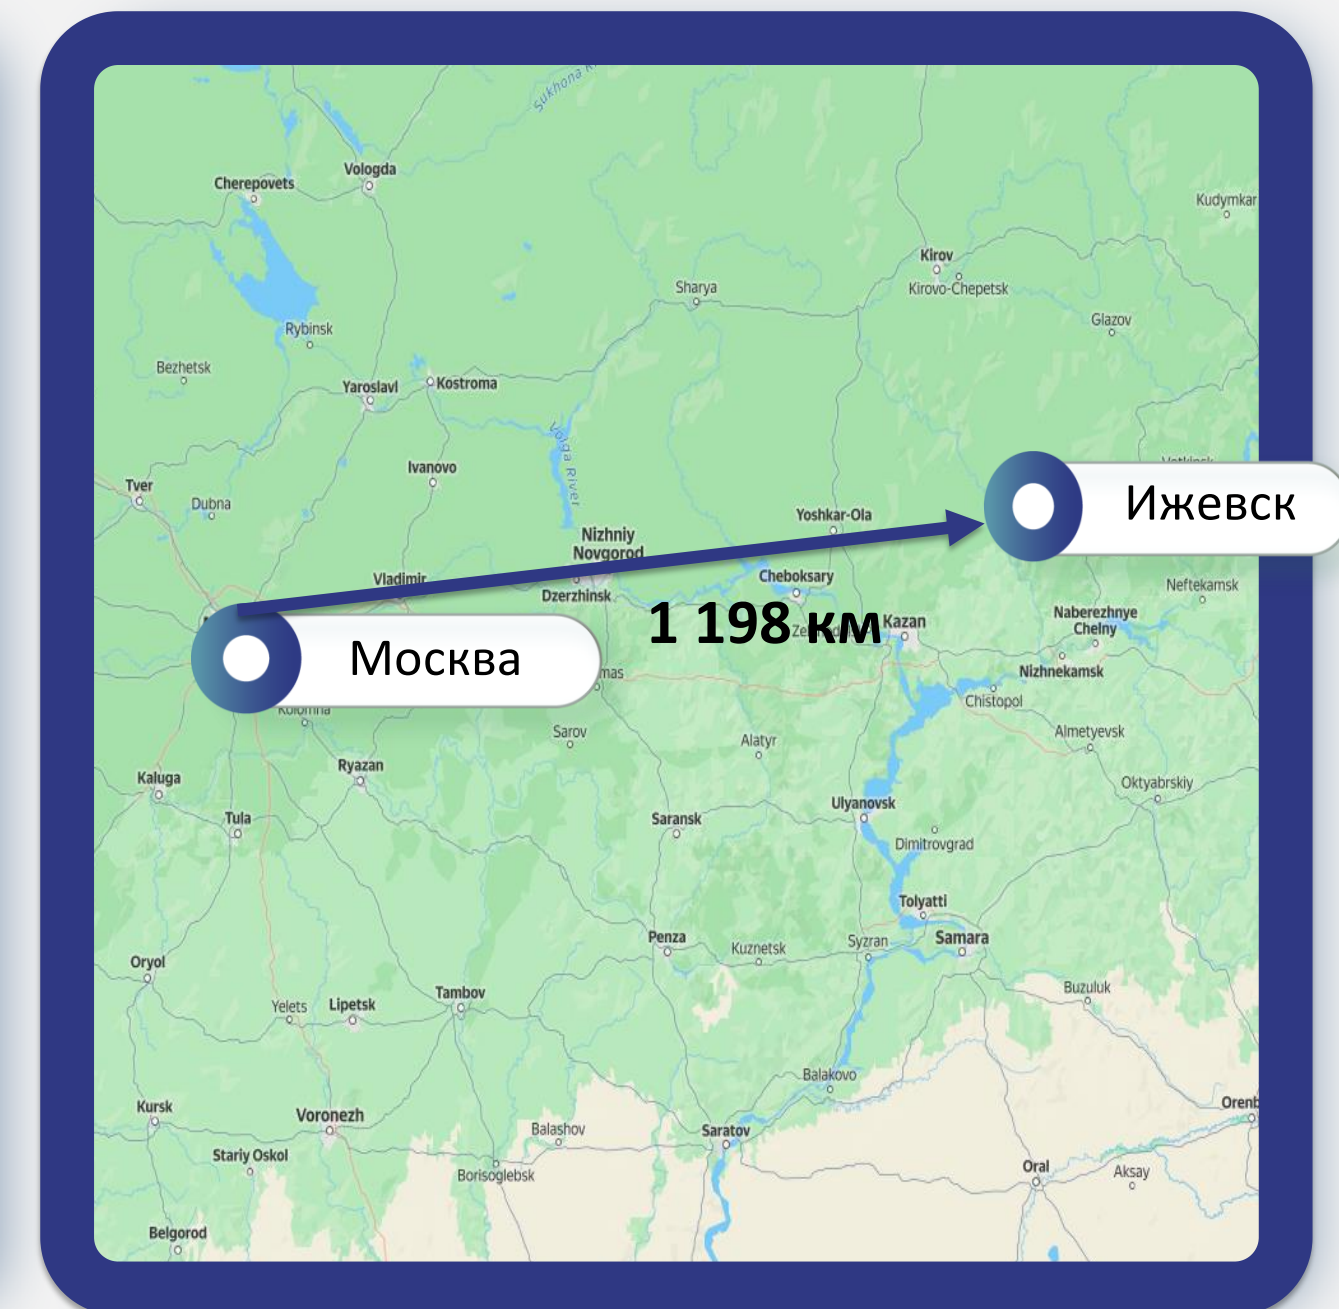 Sukhona
Vologda
Cherepovets
Kudymkar
Kirov
Kirovo-Chepetsk
Sharya
Glazov
Rybinsk
Bezhetsk
Yaroslavl
Kostroma
Volga River
Ivanovo
Tver
Dubna
Ижевск
Yoshkar-Ola
Nizhniy
Novgorod
Vladimir
Cheboksary
Dzerzhinsk
Neftekamsk
1 198 км
Naberezhnye
Chelny
Kazan
Москва
Nizhnekamsk
Chistopol
Kolomna
Sarov
Alatyr
Almetyevsk
Ryazan
Kaluga
Oktyabrskiy
Tula
Saransk
Ulyanovsk
Dimitrovgrad
Tolyatti
Penza
Kuznetsk
Syzran
Samara
Oryol
Buzuluk
Tambov
Yelets
Lipetsk
Balakovo
Kursk
Voronezh
Balashov
Saratov
Orenb
Stariy Oskol
Borisoglebsk
Oral
Aksay
Belgorod